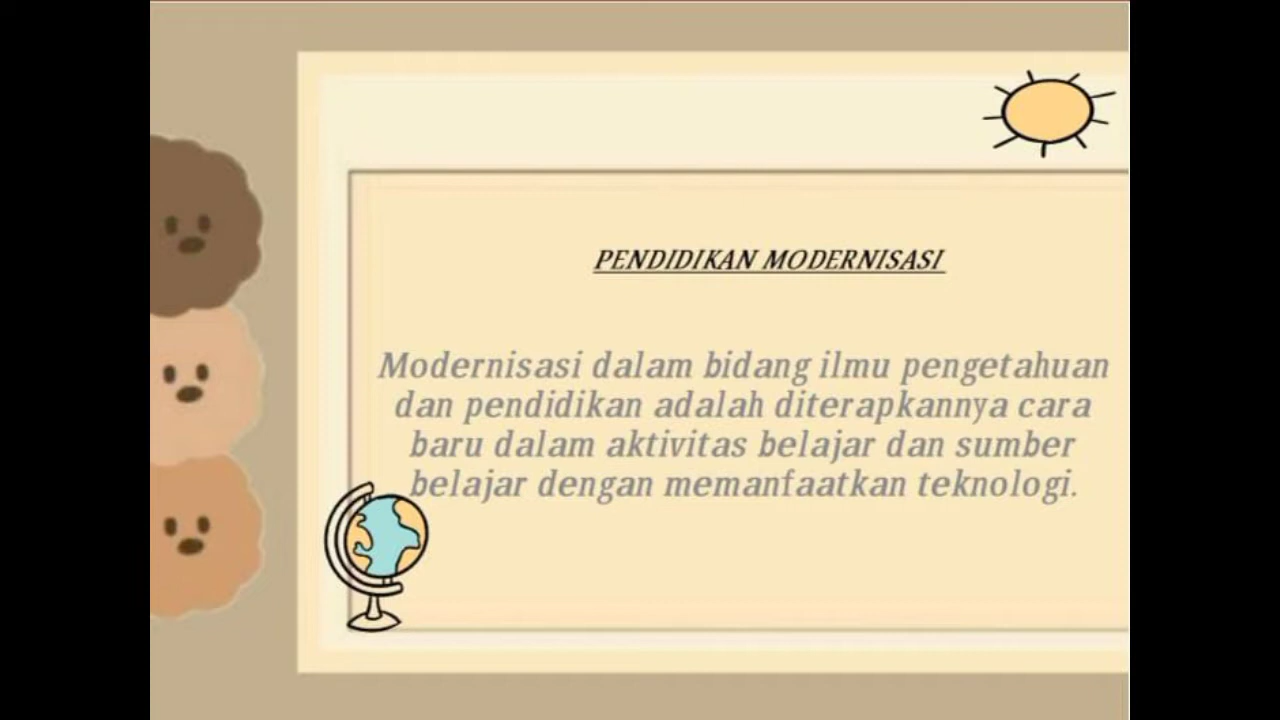 PENDIDIKAN MODERNISASI
Modernisasi dalam bidang ilmu pengetahuan
dan pendidikan adalah diterapkannya cara
baru dalam aktivitas belajar dan sumber
belajar dengan memanfaatkan teknologi.